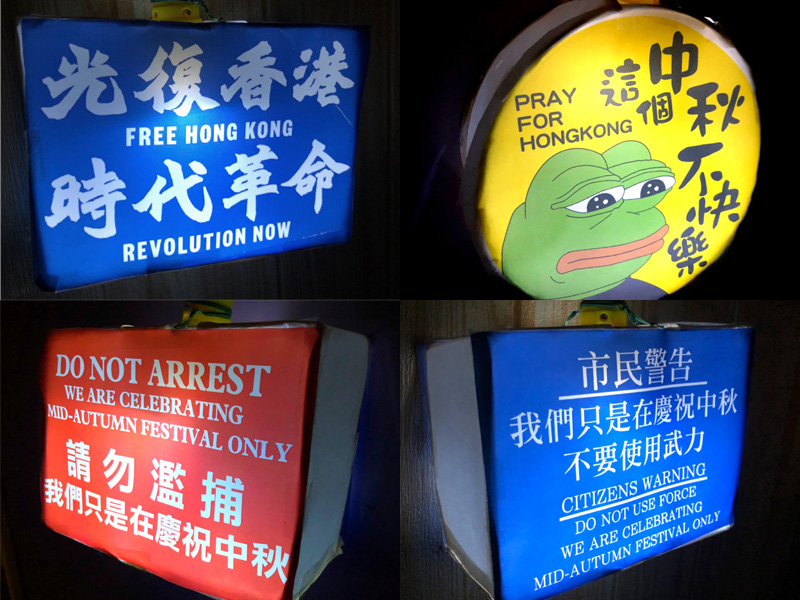 光復香港
FREE HONG KONG
時代革命
REVOLUTION NOW
PRAY
FOR
HONGKONG
這個
中秋
不快樂
DO NOT ARREST
WE ARE CELEBRATING
MID-AUTUMN FESTIVAL ONLY
請勿濫捕
我們只是在慶祝中秋
市民警告
我們只是在慶祝中秋
不要使用武力
CITIZENS WARNING
DO NOT USE FORCE
WE ARE CELEBRATING
MID-AUTUMN FESTIVAL ONLY